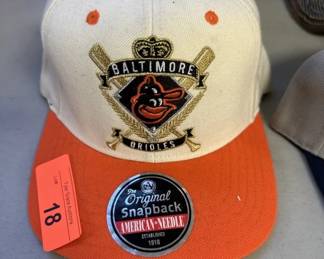 BALTIMORE
ORIOLES
The
Original
Snapback
AMERICAN NEEDLE
ESTABLISHED
1918
18